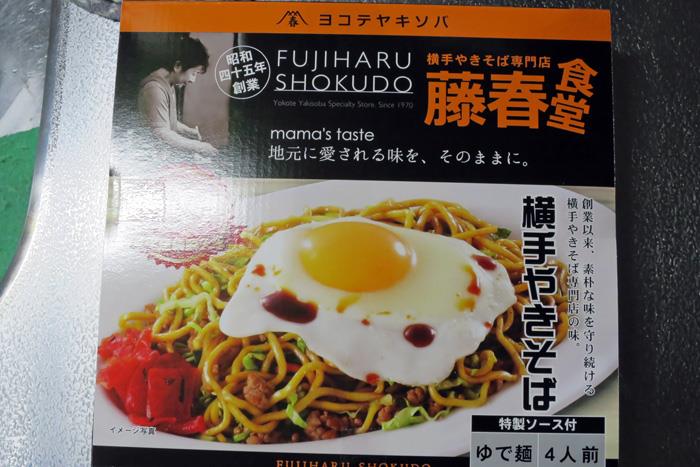 春 ヨコテヤキソバ
昭和
四十五年
創業
FUJIHARU
SHOKUDO
Yokote Yakisoba Specialty Store. Since 1970
横手やきそば専門店
藤春食堂
mama's taste
地元に愛される味を、そのままに。
創業以来、素朴な味を守り続ける
横手やきそば専門店の味。
横手やきそば
イメージ写真
特製ソース付
ゆで麺 4人前
FUJIHARU SHOKUDO